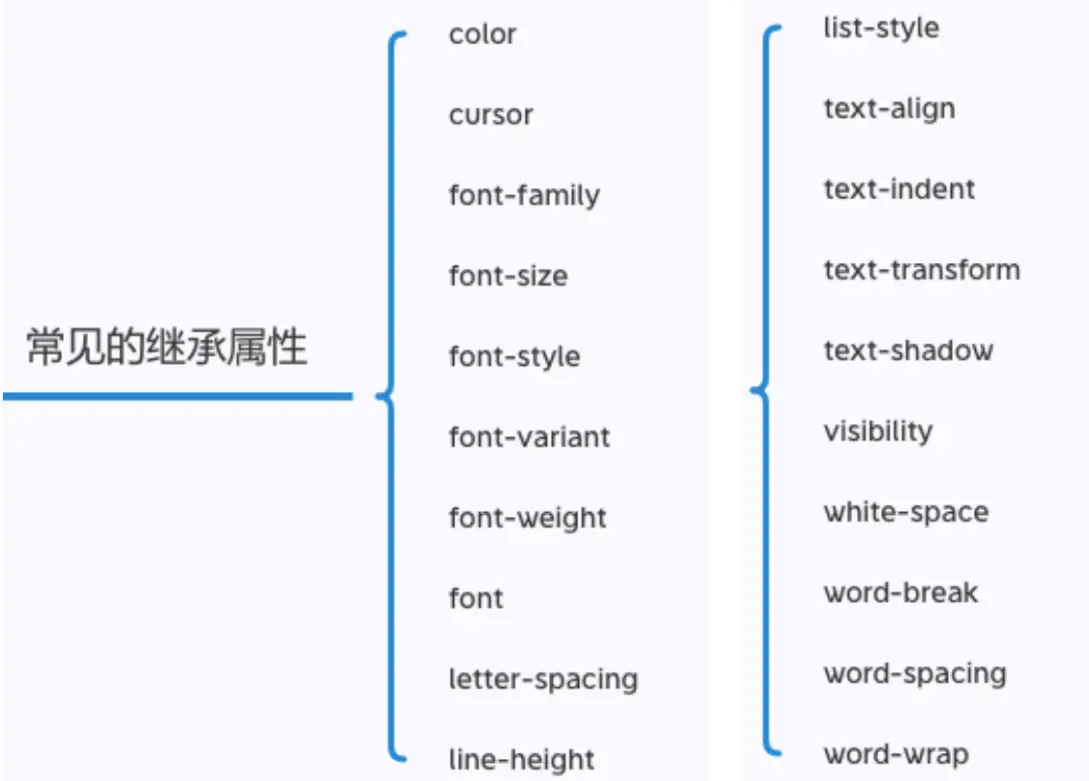 常见的继承属性
color
cursor
font-family
font-size
font-style
font-variant
font-weight
font
letter-spacing
line-height
list-style
text-align
text-indent
text-transform
text-shadow
visibility
white-space
word-break
word-spacing
word-wrap